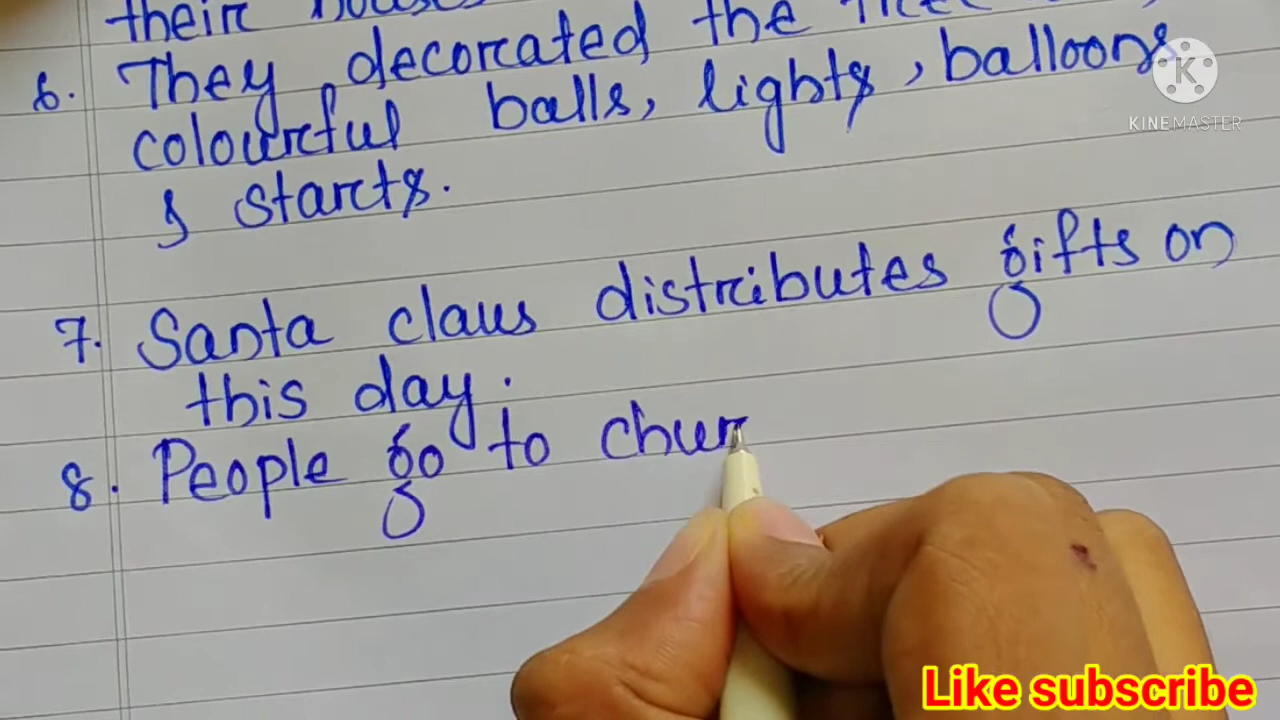 their
6. They decorated the
colourful balls, lights, balloons
& stars.
7. Santa claus distributes gifts on
this day.
8. People go to chur
KINEMASTER
Like subscribe